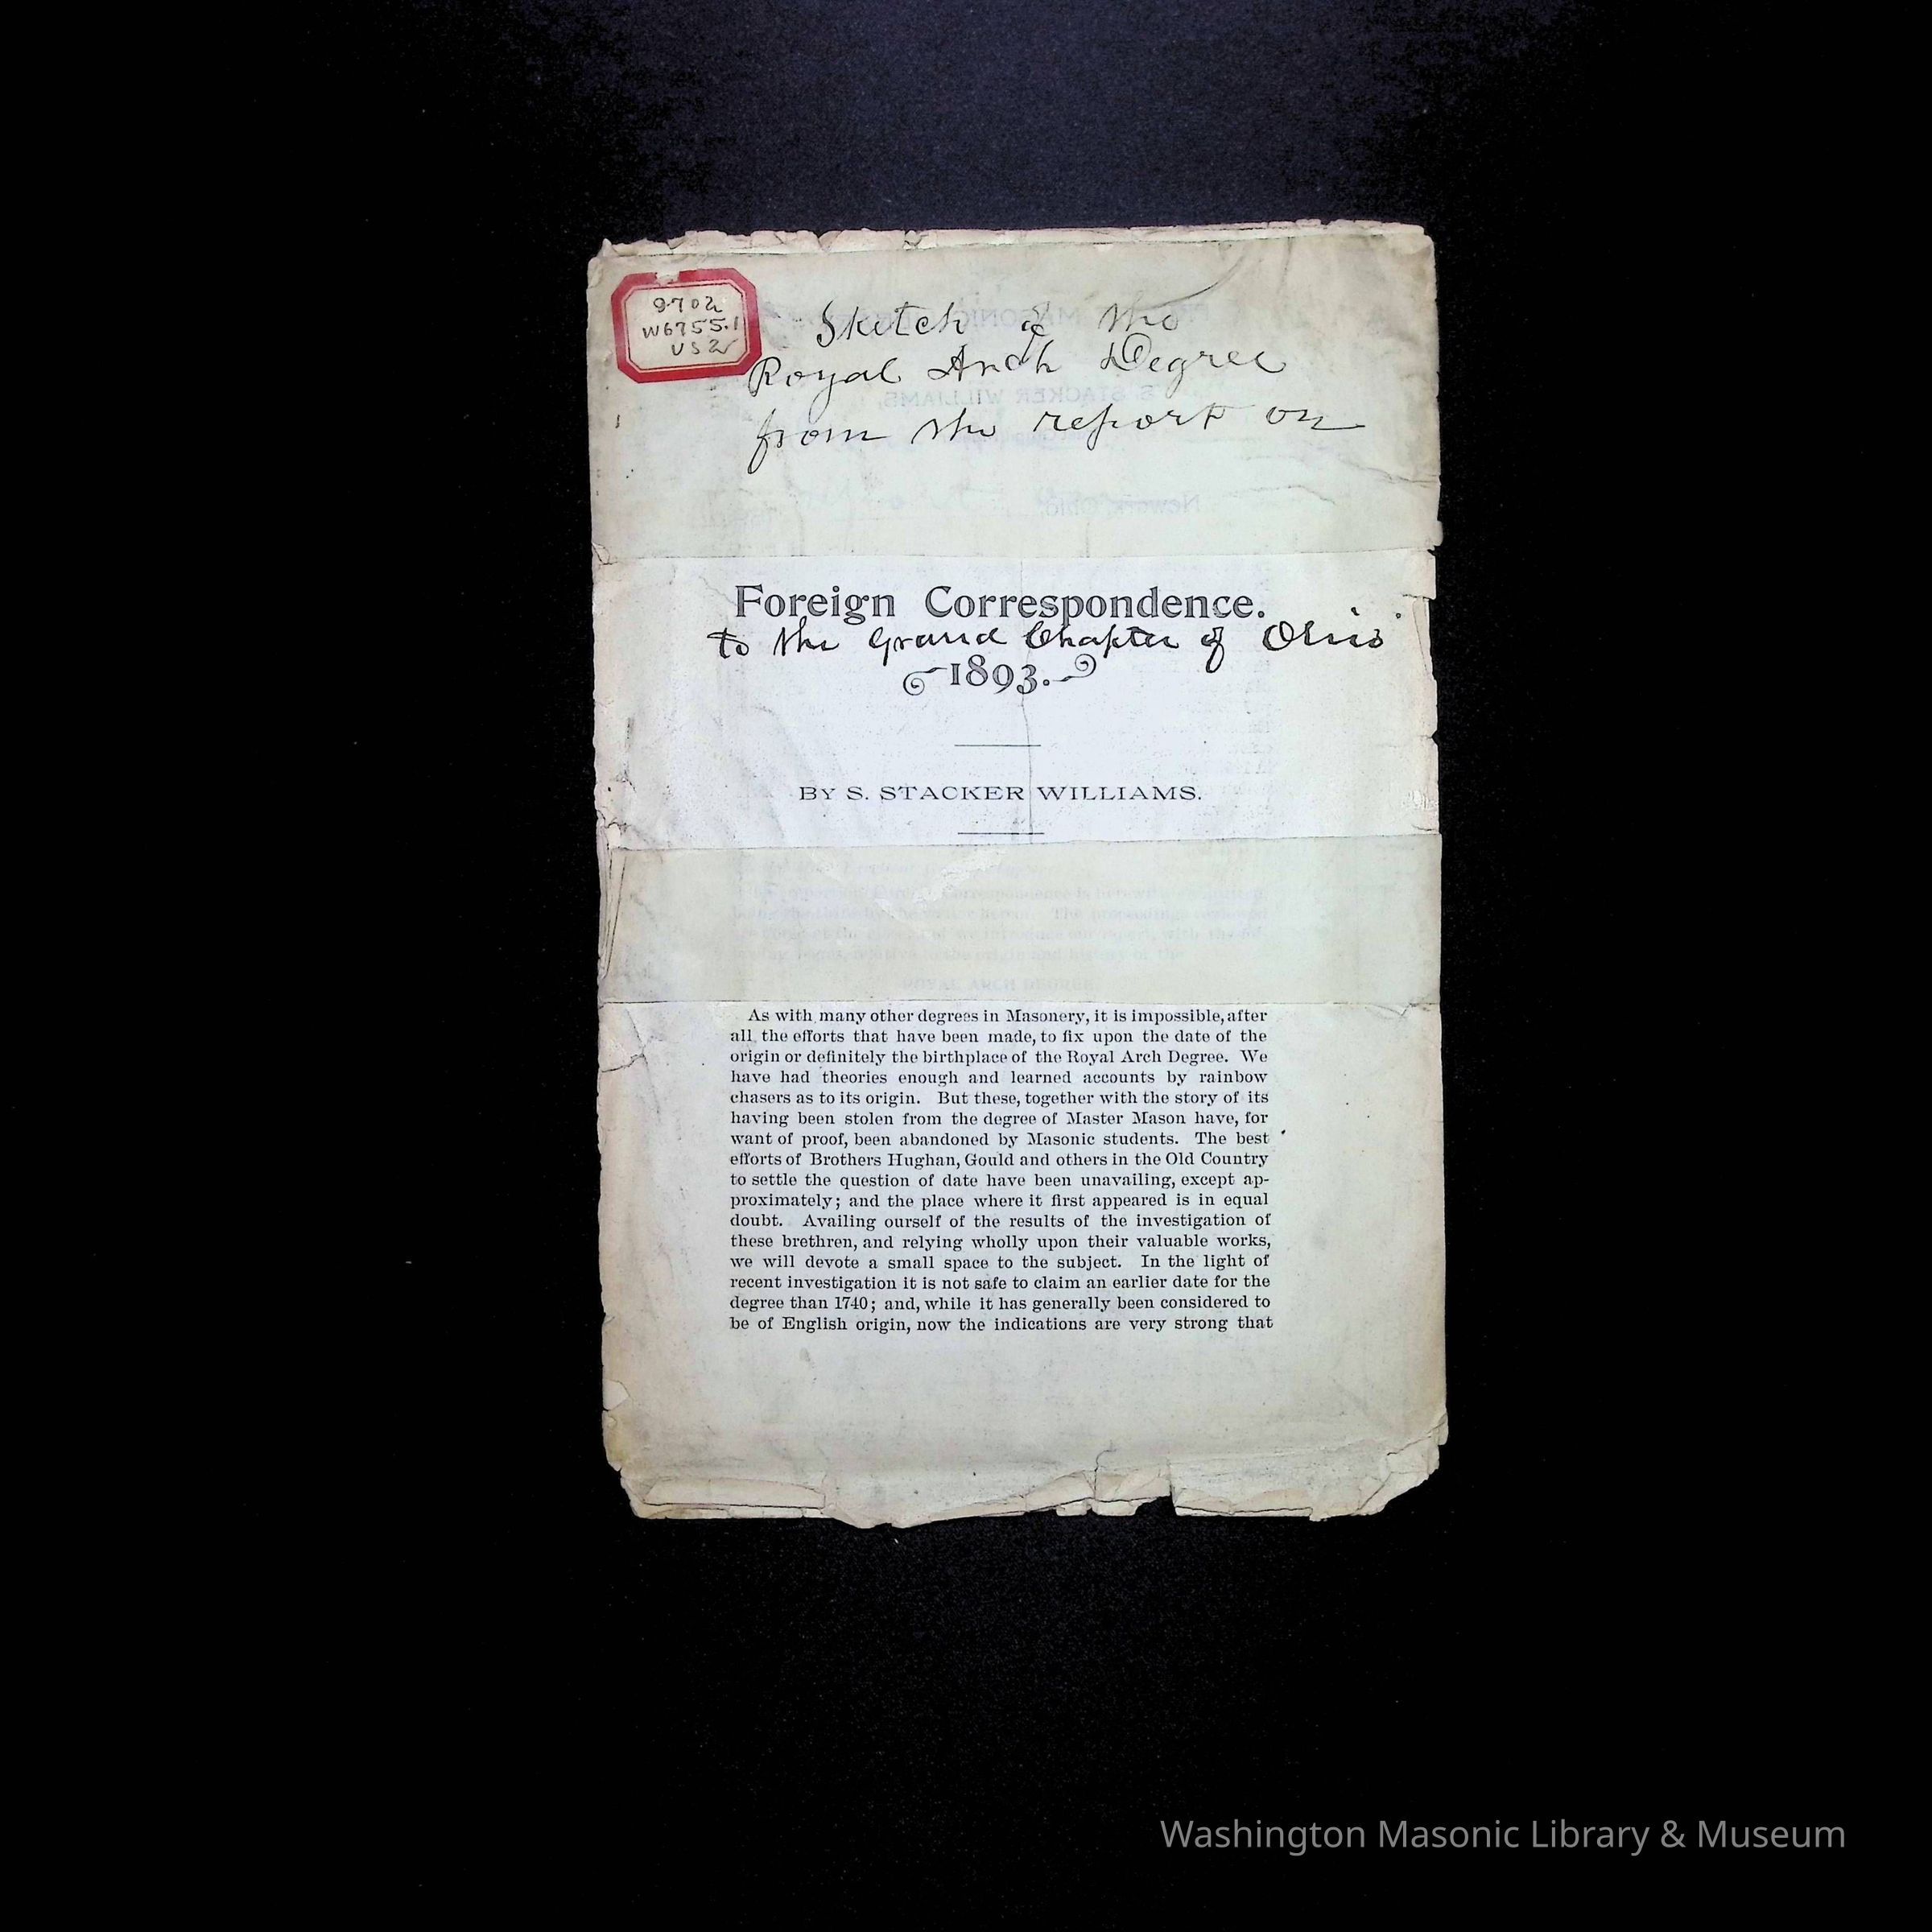 9702
W6755.1
US2
Sketch of the
Royal Arch Degree
from the report on
Foreign Correspondence.
to the Grand Chapter of Ohio
1893.
BY S. STACKER WILLIAMS.
ROYAL ARCH DEGREE.
As with many other degrees in Masonery, it is impossible, after
all the efforts that have been made, to fix upon the date of the
origin or definitely the birthplace of the Royal Arch Degree. We
have had theories enough and learned accounts by rainbow
chasers as to its origin. But these, together with the story of its
having been stolen from the degree of Master Mason have, for
want of proof, been abandoned by Masonic students. The best
efforts of Brothers Hughan, Gould and others in the Old Country
to settle the question of date have been unavailing, except ap-
proximately; and the place where it first appeared is in equal
doubt. Availing ourself of the results of the investigation of
these brethren, and relying wholly upon their valuable works,
we will devote a small space to the subject. In the light of
recent investigation it is not safe to claim an earlier date for the
degree than 1740; and, while it has generally been considered to
be of English origin, now the indications are very strong that
Washington Masonic Library & Museum